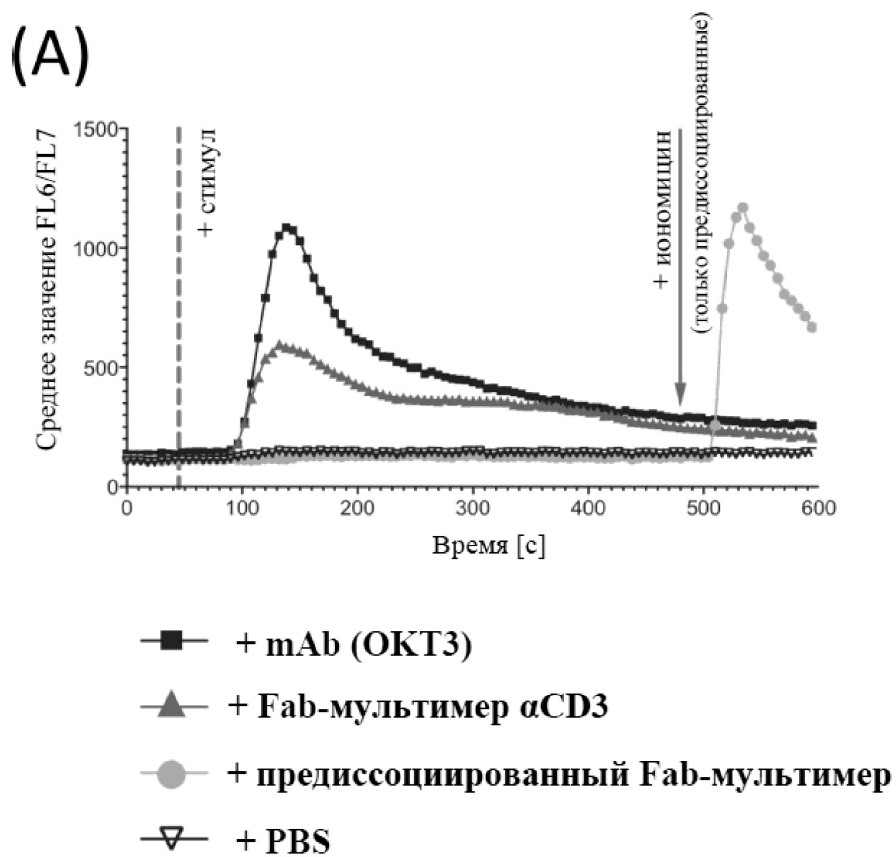 (A)
Среднее значение FL6/FL7
1500
1000
500
0
+ стимул
+ иономицин
(только предиссоциированные)
0
100
200
300
400
500
600
Время [с]
+ mAb (OKT3)
+ Fab-мультимер αCD3
+ предиссоциированный Fab-мультимер
+ PBS